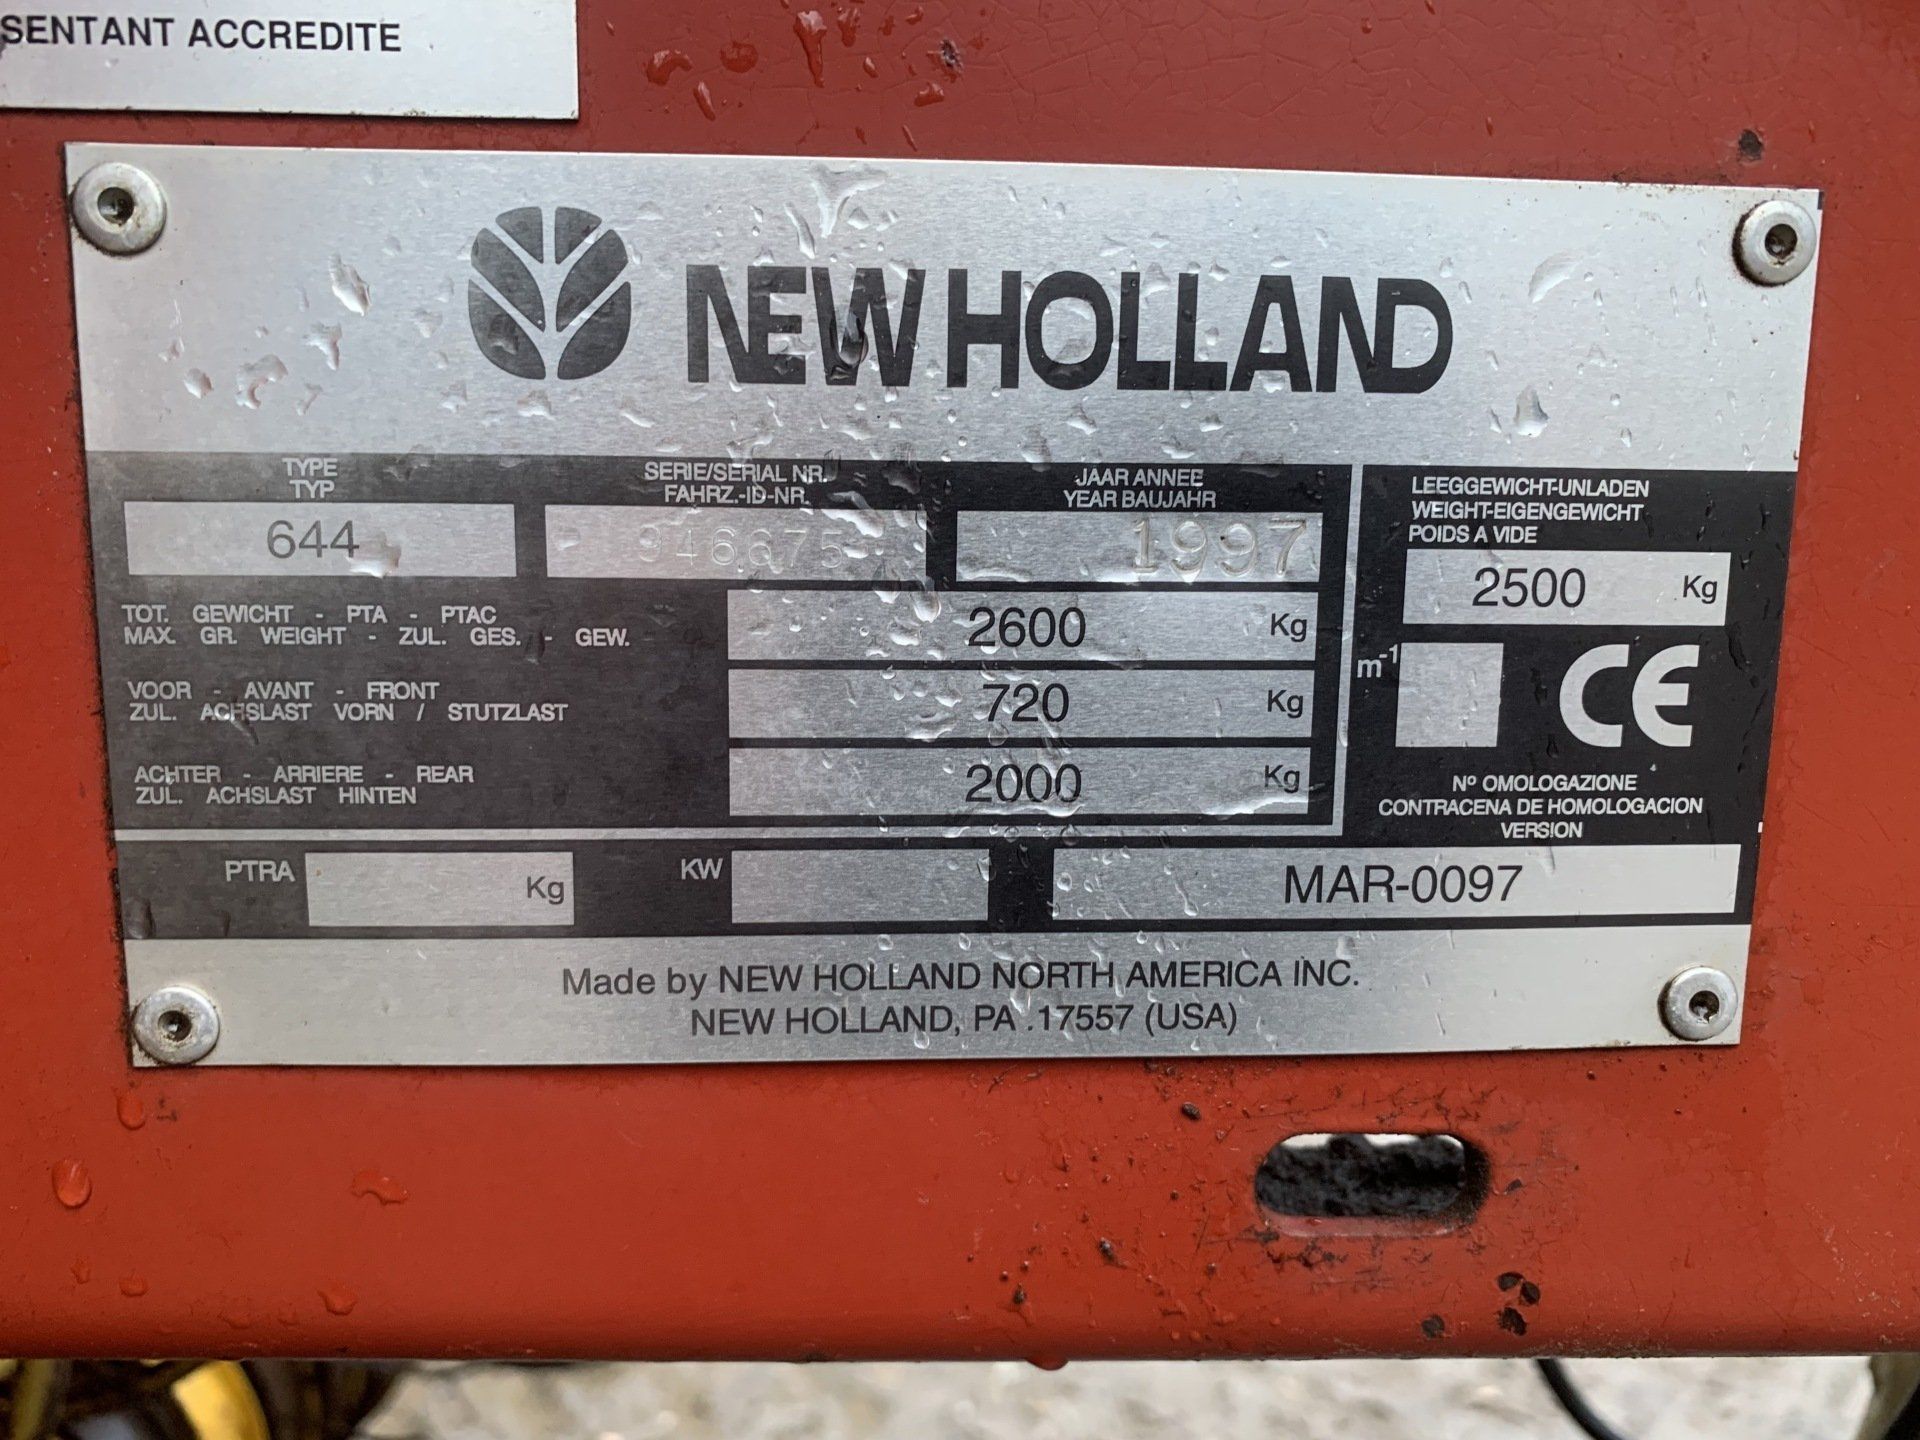 SENTANT ACCREDITE
NEW HOLLAND
TYPE
TYP
644
SERIE/SERIAL NR.
FAHRZ.-ID-NR.
946675
JAAR ANNEE
YEAR BAUJAHR
1997
TOT. GEWICHT - PTA - PTAC
MAX. GR. WEIGHT - ZUL. GES. - GEW.
2600 Kg
VOOR - AVANT - FRONT
ZUL. ACHSLAST VORN / STUTZLAST
720 Kg
ACHTER - ARRIERE - REAR
ZUL. ACHSLAST HINTEN
2000 Kg
LEEGGEWICHT-UNLADEN
WEIGHT-EIGENGEWICHT
POIDS A VIDE
2500 Kg
m-1
CE
Nº OMOLOGAZIONE
CONTRACENA DE HOMOLOGACION
VERSION
PTRA Kg
KW
MAR-0097
Made by NEW HOLLAND NORTH AMERICA INC.
NEW HOLLAND, PA .17557 (USA)